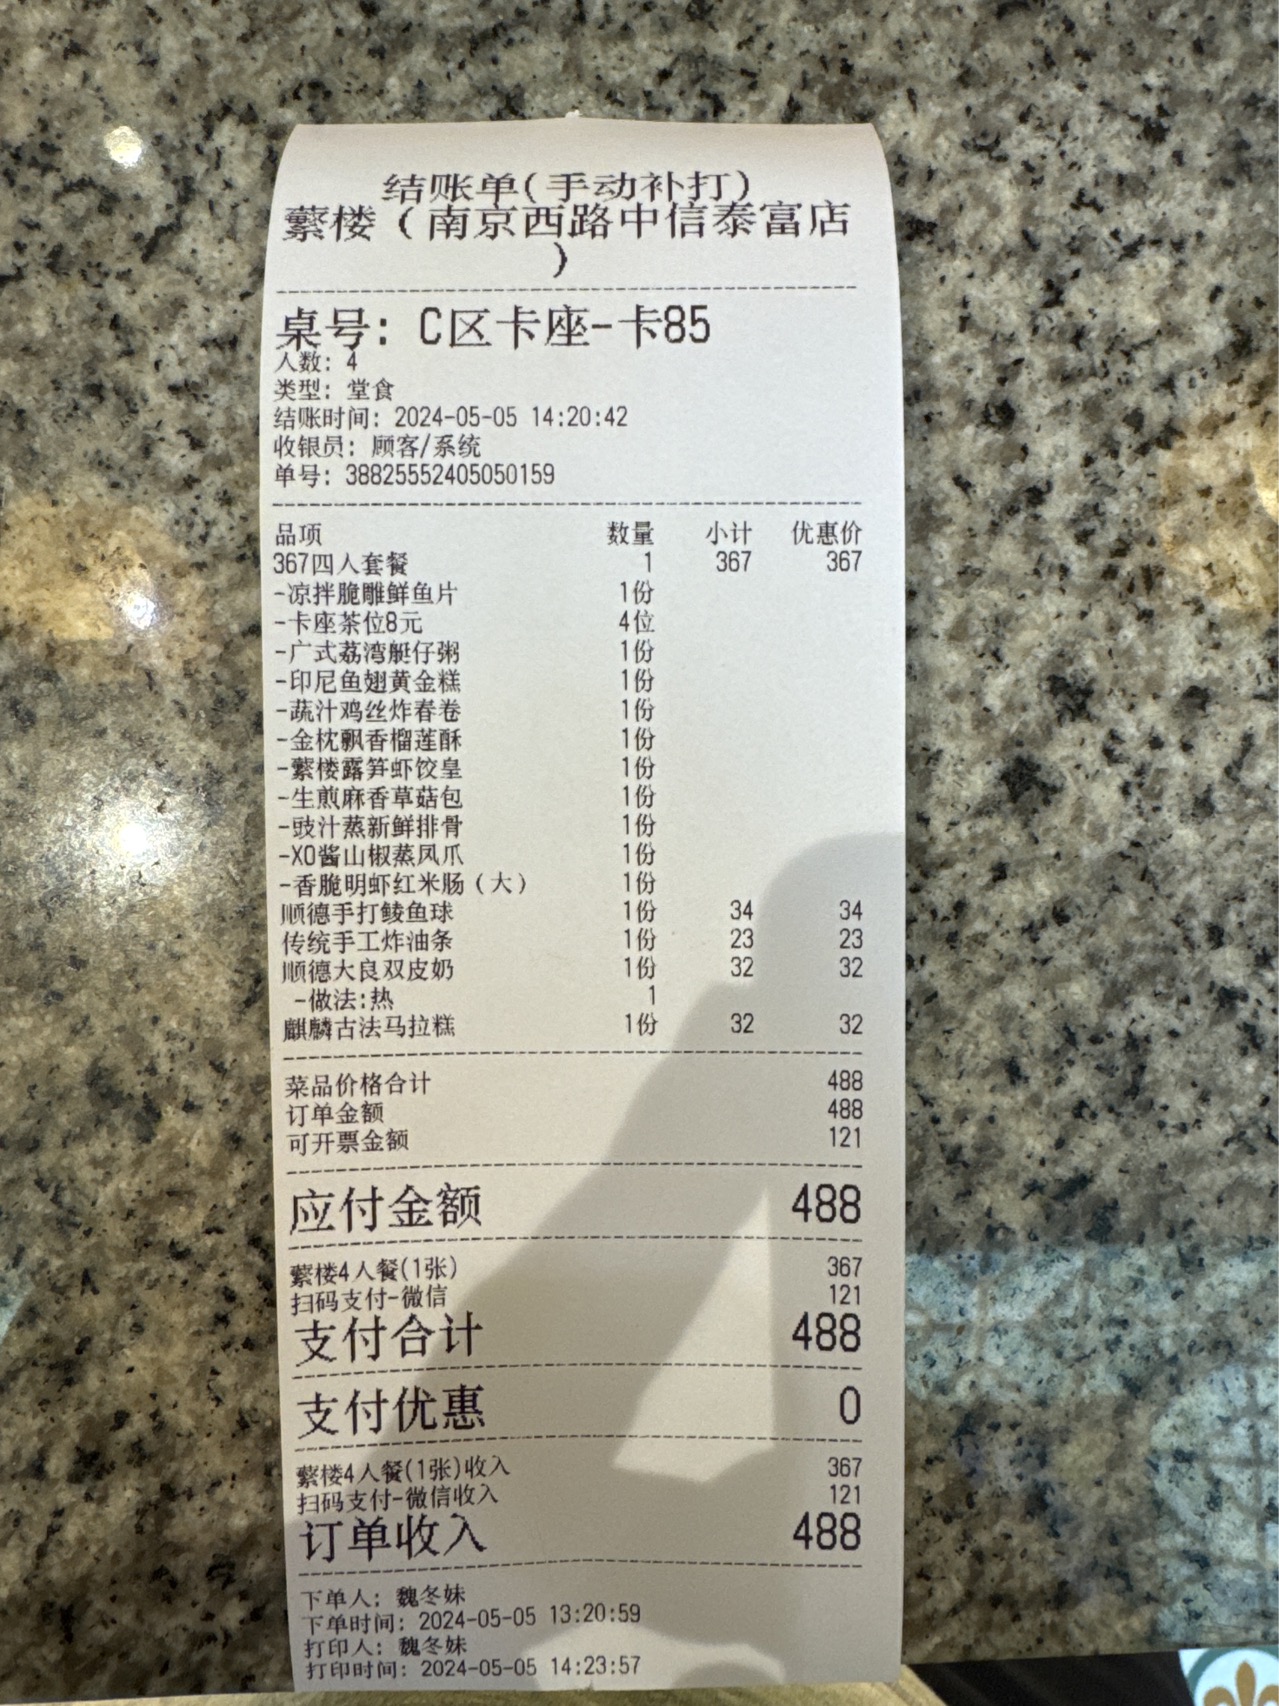 结账单(手动补打)
蘩楼(南京西路中信泰富店
)
桌号: C区卡座-卡85
人数: 4
类型: 堂食
结账时间: 2024-05-05 14:20:42
收银员: 顾客/系统
单号: 38825552405050159
品项 数量 小计 优惠价
367四人套餐 1 367 367
-凉拌脆雕鲜鱼片 1份
-卡座茶位8元 4位
-广式荔湾艇仔粥 1份
-印尼鱼翅黄金糕 1份
-蔬汁鸡丝炸春卷 1份
-金枕飘香榴莲酥 1份
-蘩楼露笋虾饺皇 1份
-生煎麻香草菇包 1份
-豉汁蒸新鲜排骨 1份
-XO酱山椒蒸凤爪 1份
-香脆明虾红米肠(大) 1份
顺德手打鲮鱼球 1份 34 34
传统手工炸油条 1份 23 23
顺德大良双皮奶 1份 32 32
-做法:热 1
麒麟古法马拉糕 1份 32 32
菜品价格合计 488
订单金额 488
可开票金额 121
应付金额 488
蘩楼4人餐(1张) 367
扫码支付-微信 121
支付合计 488
支付优惠 0
蘩楼4人餐(1张)收入 367
扫码支付-微信收入 121
订单收入 488
下单人: 魏冬妹
下单时间: 2024-05-05 13:20:59
打印人: 魏冬妹
打印时间: 2024-05-05 14:23:57